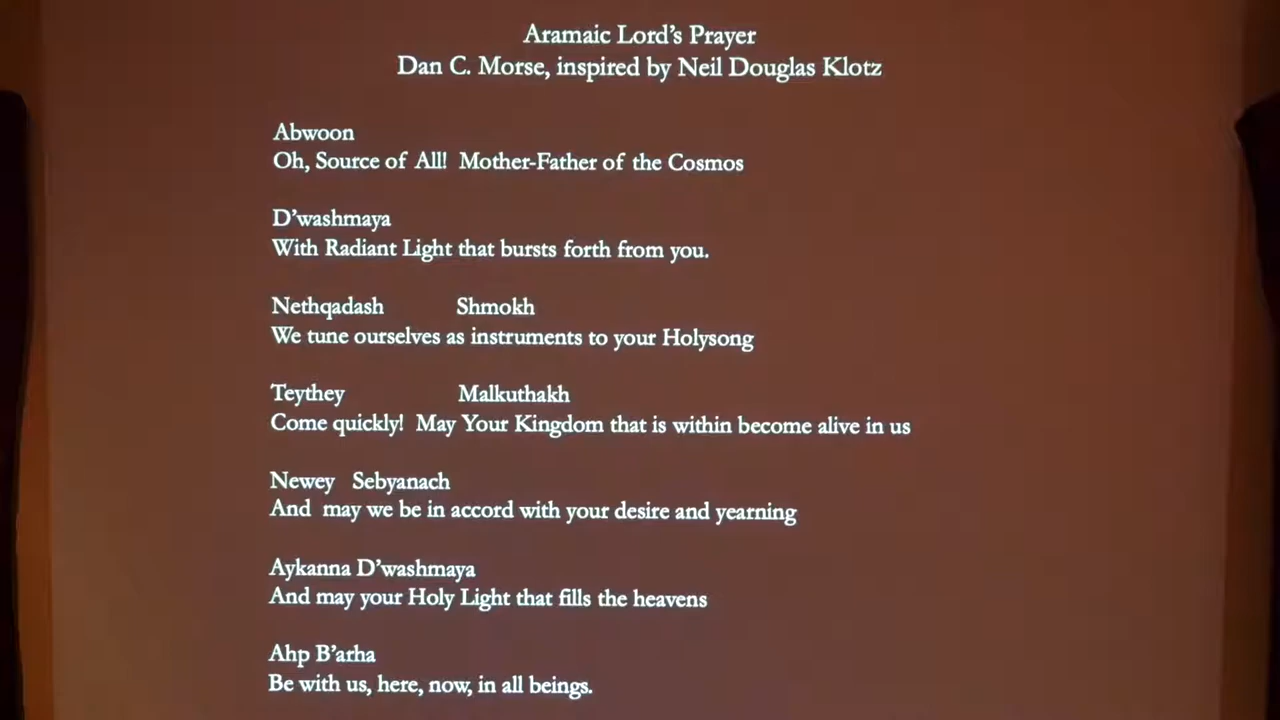 Aramaic Lord's Prayer
Dan C. Morse, inspired by Neil Douglas Klotz
Abwoon
Oh, Source of All! Mother-Father of the Cosmos
D'washmaya
With Radiant Light that bursts forth from you.
Nethqadash Shmokh
We tune ourselves as instruments to your Holysong
Teythey Malkuthakh
Come quickly! May Your Kingdom that is within become alive in us
Newey Sebyanach
And may we be in accord with your desire and yearning
Aykanna D'washmaya
And may your Holy Light that fills the heavens
Ahp B'arha
Be with us, here, now, in all beings.